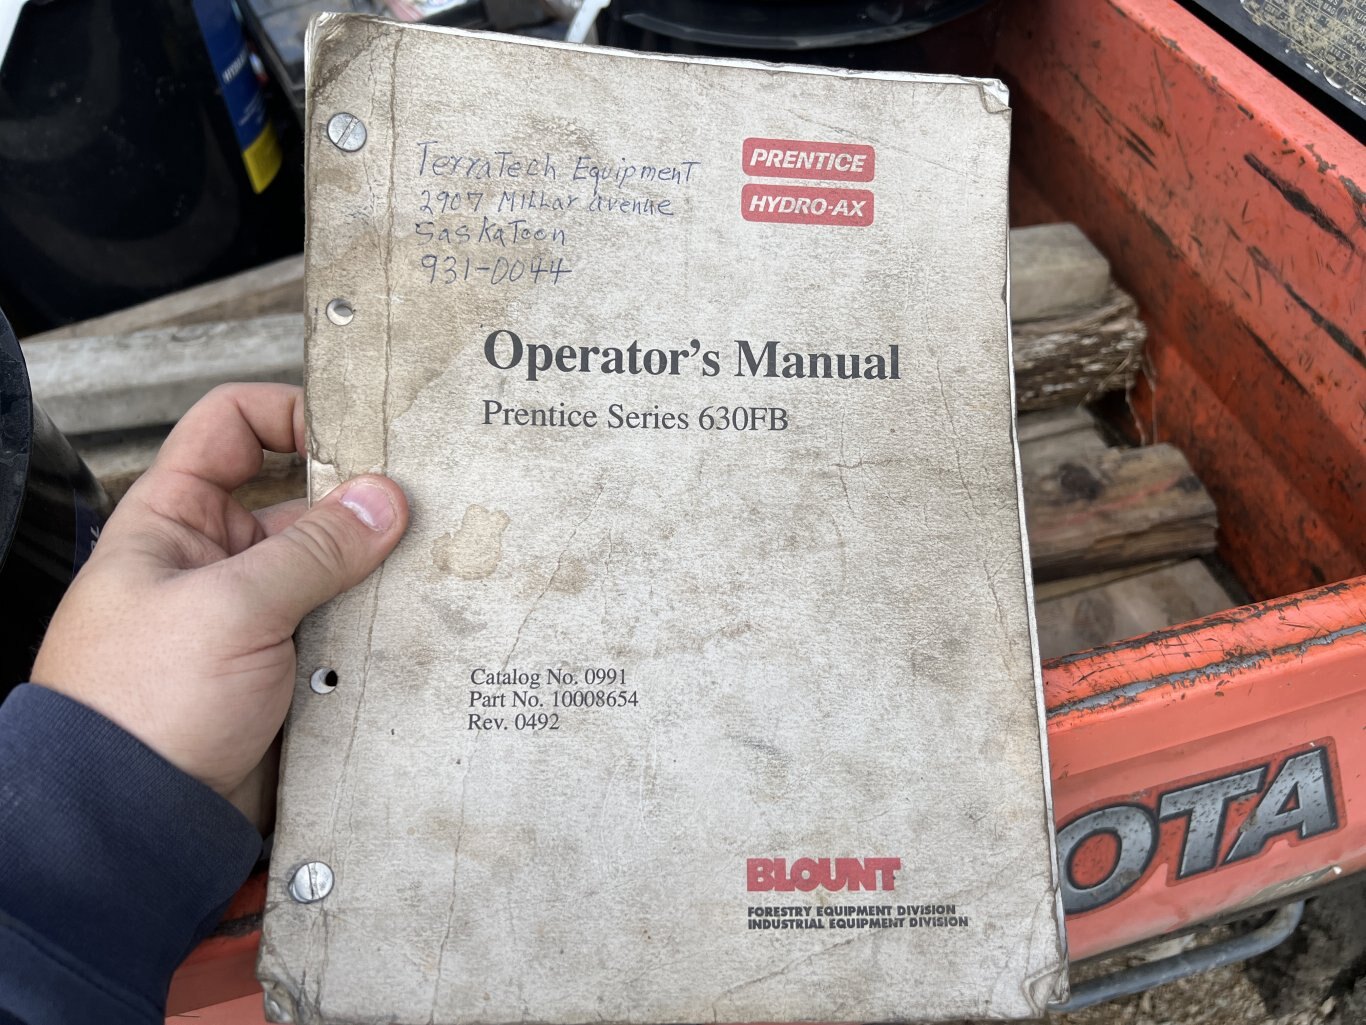 TerraTech Equipment
2907 Millar avenue
SaskaToon
931-0044
PRENTICE
HYDRO-AX
Operator's Manual
Prentice Series 630FB
Catalog No. 0991
Part No. 10008654
Rev. 0492
BLOUNT
FORESTRY EQUIPMENT DIVISION
INDUSTRIAL EQUIPMENT DIVISION
OTA